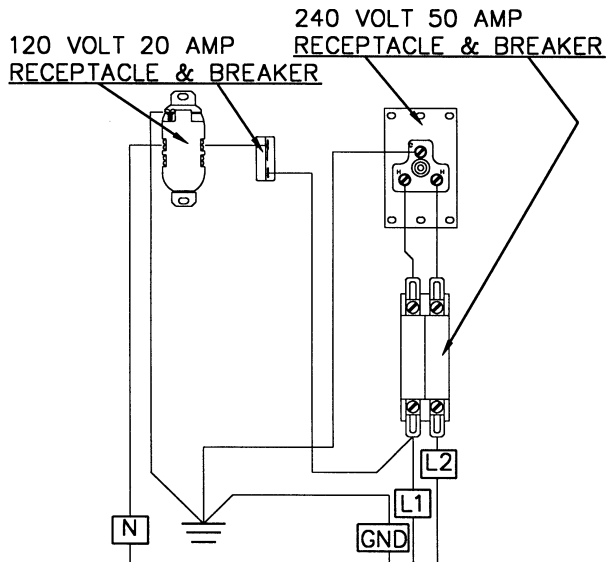 120 VOLT 20 AMP
RECEPTACLE & BREAKER
240 VOLT 50 AMP
RECEPTACLE & BREAKER
G
H
H
L2
L1
N
GND